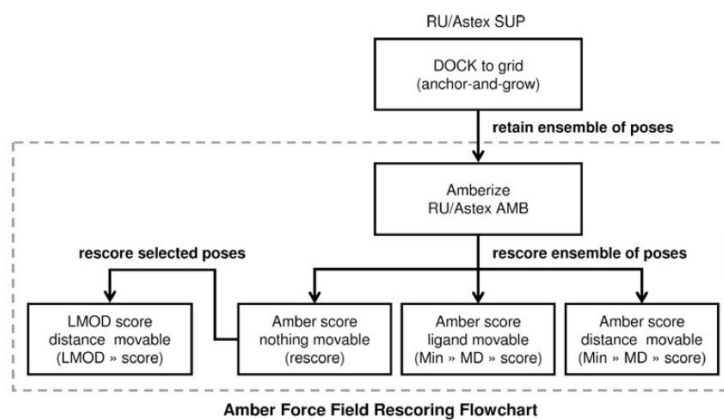 RU/Astex SUP
DOCK to grid
(anchor-and-grow)
retain ensemble of poses
Amberize
RU/Astex AMB
rescore selected poses
rescore ensemble of poses
LMOD score
distance movable
(LMOD » score)
Amber score
nothing movable
(rescore)
Amber score
ligand movable
(Min » MD » score)
Amber score
distance movable
(Min » MD » score)
Amber Force Field Rescoring Flowchart